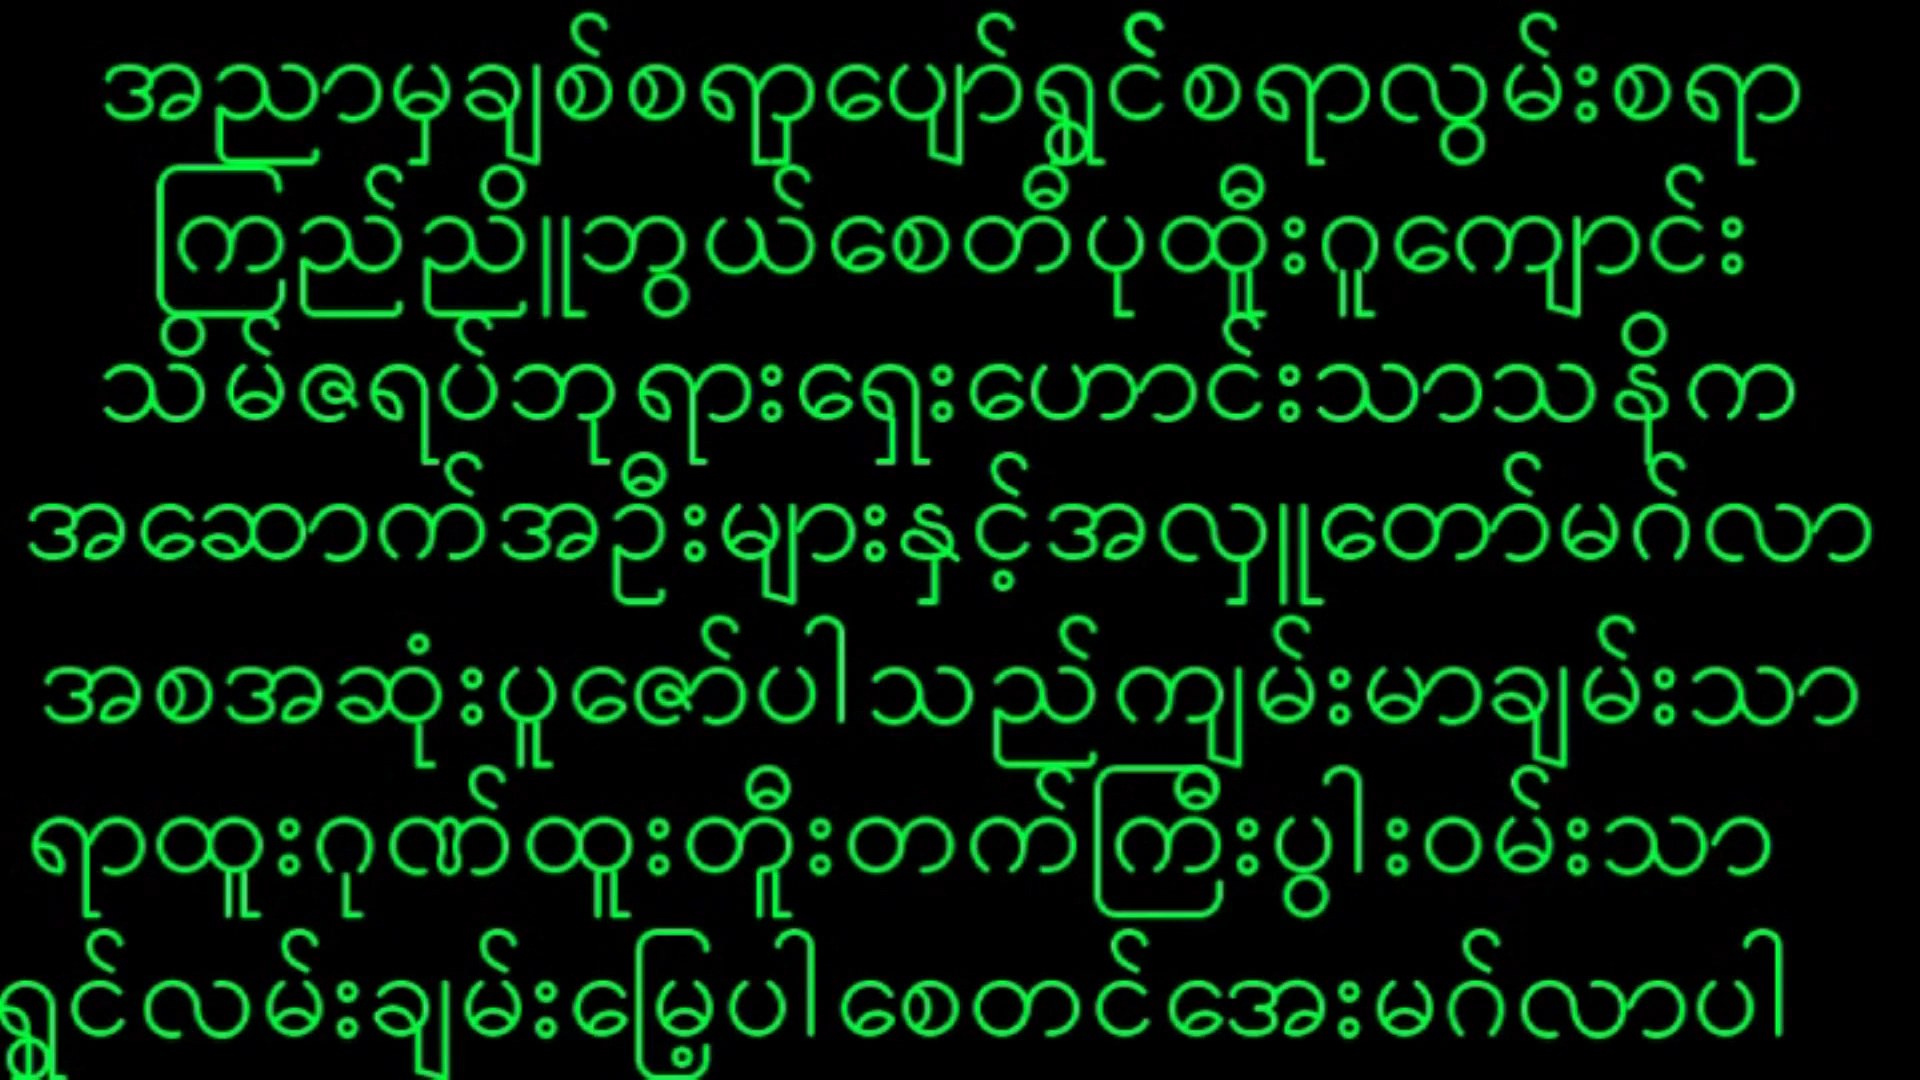 အညာမှချစ်စရာပျော်ရွှင်စရာလွမ်းစရာ
ကြည်ညိူဘွယ်စေတီပုထိူးဂူကျောင်း
သိမ်ဇရပ်ဘုရားရှေးဟောင်းသာသနိုက
အဆောက်အဦးများနှင့်အလှူတော်မင်္ဂလာ
အစအဆုံးပူဇော်ပါသည်ကျမ်းမာချမ်းသာ
ရာထူးဂုဏ်ထူးတိူးတက်ကြီးပွါးဝမ်းသာ
ရွှင်လမ်းချမ်းမြေ့ပါစေတင်အေးမင်္ဂလာပါ